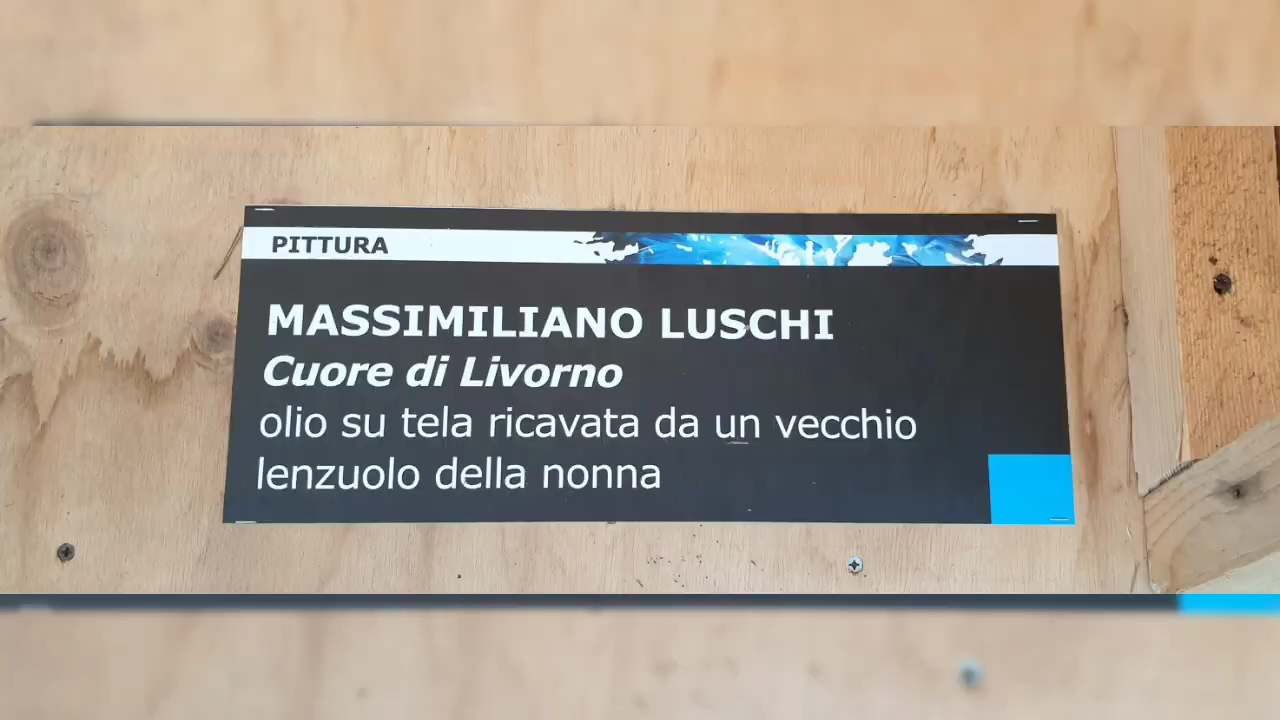 PITTURA
MASSIMILIANO LUSCHI
Cuore di Livorno
olio su tela ricavata da un vecchio
lenzuolo della nonna